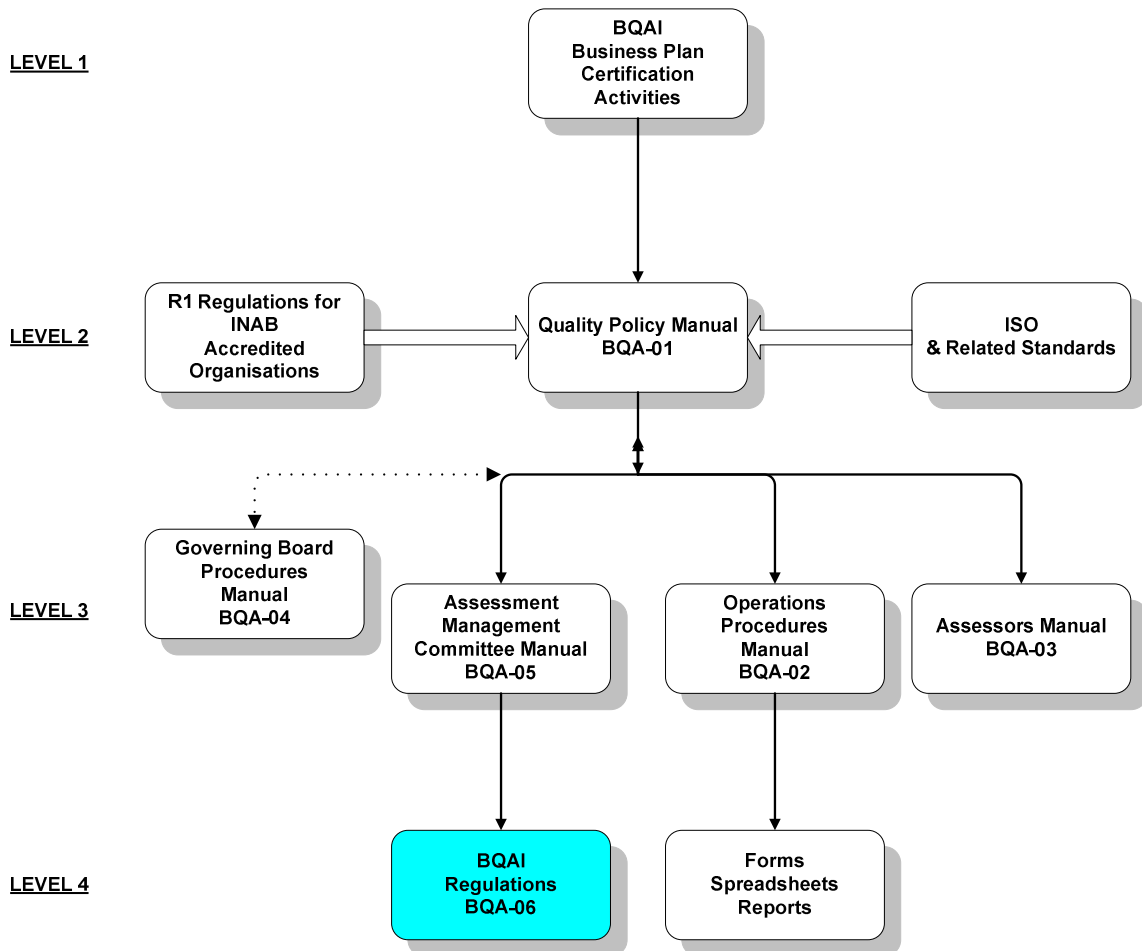 LEVEL 1
BQAI
Business Plan
Certification
Activities
LEVEL 2
R1 Regulations for
INAB
Accredited
Organisations
Quality Policy Manual
BQA-01
ISO
& Related Standards
LEVEL 3
Governing Board
Procedures
Manual
BQA-04
Assessment
Management
Committee Manual
BQA-05
Operations
Procedures
Manual
BQA-02
Assessors Manual
BQA-03
LEVEL 4
BQAI
Regulations
BQA-06
Forms
Spreadsheets
Reports